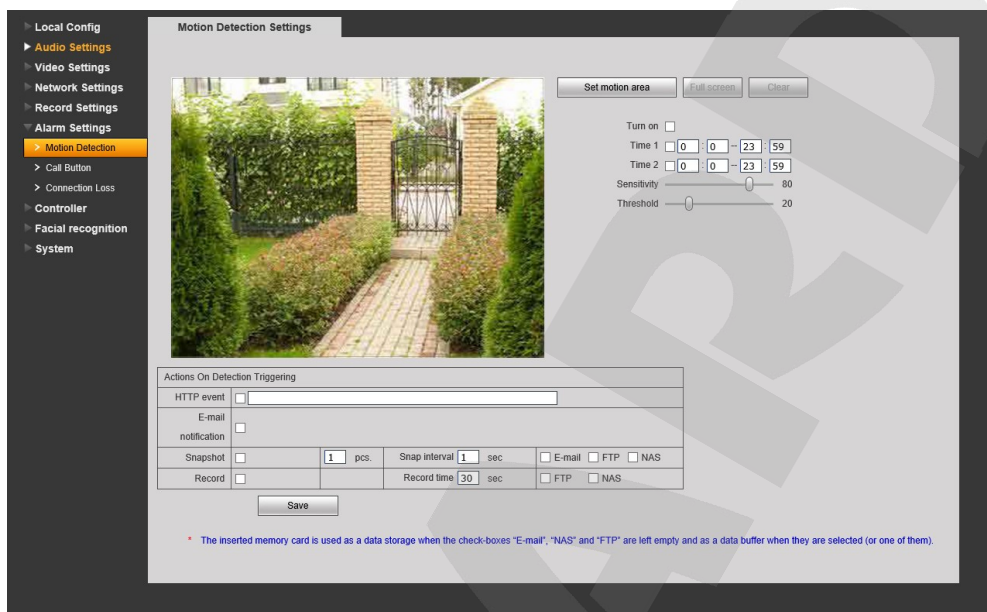 Local Config
Audio Settings
Video Settings
Network Settings
Record Settings
Alarm Settings
> Motion Detection
> Call Button
> Connection Loss
Controller
Facial recognition
System
Motion Detection Settings
Set motion area Full screen Clear
Turn on
Time 1 0 : 0 – 23 : 59
Time 2 0 : 0 – 23 : 59
Sensitivity 80
Threshold 20
Actions On Detection Triggering
HTTP event
E-mail
notification
Snapshot 1 pcs. Snap interval 1 sec E-mail FTP NAS
Record Record time 30 sec FTP NAS
Save
* The inserted memory card is used as a data storage when the check-boxes “E-mail”, “NAS” and “FTP” are left empty and as a data buffer when they are selected (or one of them).